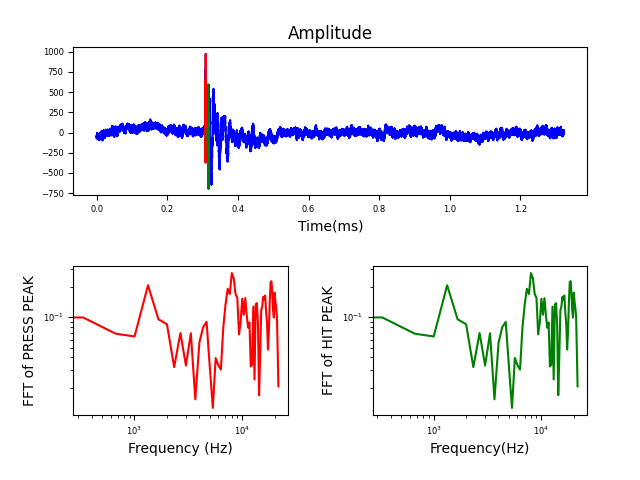 Amplitude
1000
750
500
250
0
−250
−500
−750
0.0 0.2 0.4 0.6 0.8 1.0 1.2
Time(ms)
FFT of PRESS PEAK
10⁻¹
10³ 10⁴
Frequency (Hz)
FFT of HIT PEAK
10⁻¹
10³ 10⁴
Frequency(Hz)